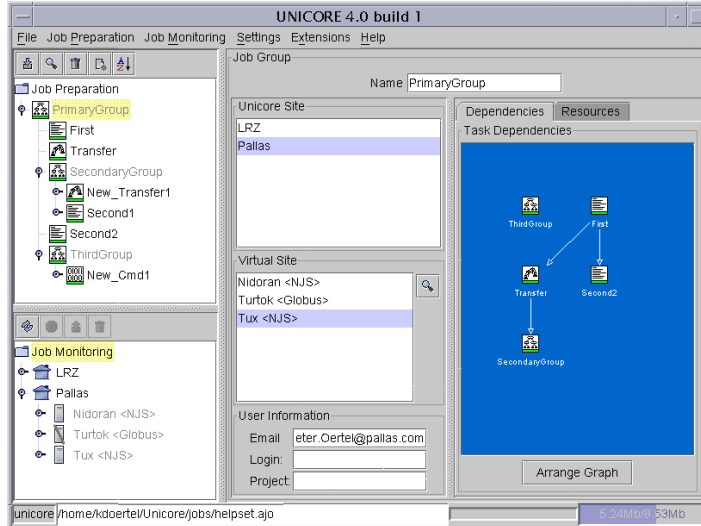 UNICORE 4.0 build 1
File Job Preparation Job Monitoring Settings Extensions Help
Job Preparation
PrimaryGroup
First
Transfer
SecondaryGroup
New_Transfer1
Second1
Second2
ThirdGroup
New_Cmd1
Job Monitoring
LRZ
Pallas
Nidoran <NJS>
Turtok <Globus>
Tux <NJS>
Job Group
Name PrimaryGroup
Unicore Site
LRZ
Pallas
Virtual Site
Nidoran <NJS>
Turtok <Globus>
Tux <NJS>
User Information
Email eter.Oertel@pallas.com
Login:
Project:
Dependencies Resources
Task Dependencies
ThirdGroup First
Transfer Second2
SecondaryGroup
Arrange Graph
unicore /home/kdoertel/Unicore/jobs/helpset.ajo 5.24Mb/8.53Mb